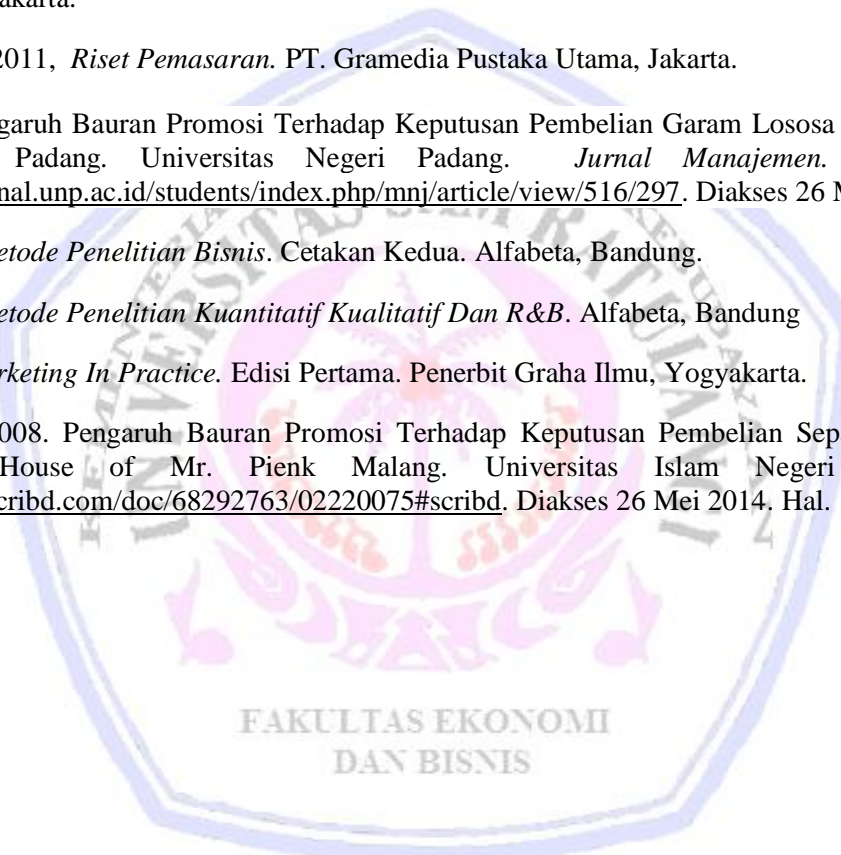 akarta.
2011, Riset Pemasaran. PT. Gramedia Pustaka Utama, Jakarta.
garuh Bauran Promosi Terhadap Keputusan Pembelian Garam Lososa
Padang. Universitas Negeri Padang. Jurnal Manajemen.
nal.unp.ac.id/students/index.php/mnj/article/view/516/297. Diakses 26 M
etode Penelitian Bisnis. Cetakan Kedua. Alfabeta, Bandung.
etode Penelitian Kuantitatif Kualitatif Dan R&B. Alfabeta, Bandung
rketing In Practice. Edisi Pertama. Penerbit Graha Ilmu, Yogyakarta.
008. Pengaruh Bauran Promosi Terhadap Keputusan Pembelian Sep
House of Mr. Pienk Malang. Universitas Islam Negeri
cribd.com/doc/68292763/02220075#scribd. Diakses 26 Mei 2014. Hal.
UNIVERSITAS SAM RATULANGI
FAKULTAS EKONOMI
DAN BISNIS